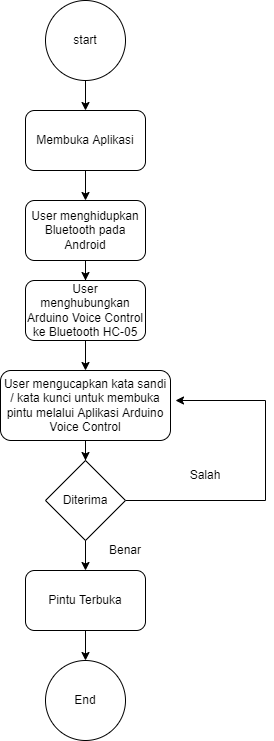 start
Membuka Aplikasi
User menghidupkan
Bluetooth pada
Android
User
menghubungkan
Arduino Voice Control
ke Bluetooth HC-05
User mengucapkan kata sandi
/ kata kunci untuk membuka
pintu melalui Aplikasi Arduino
Voice Control
Salah
Diterima
Benar
Pintu Terbuka
End